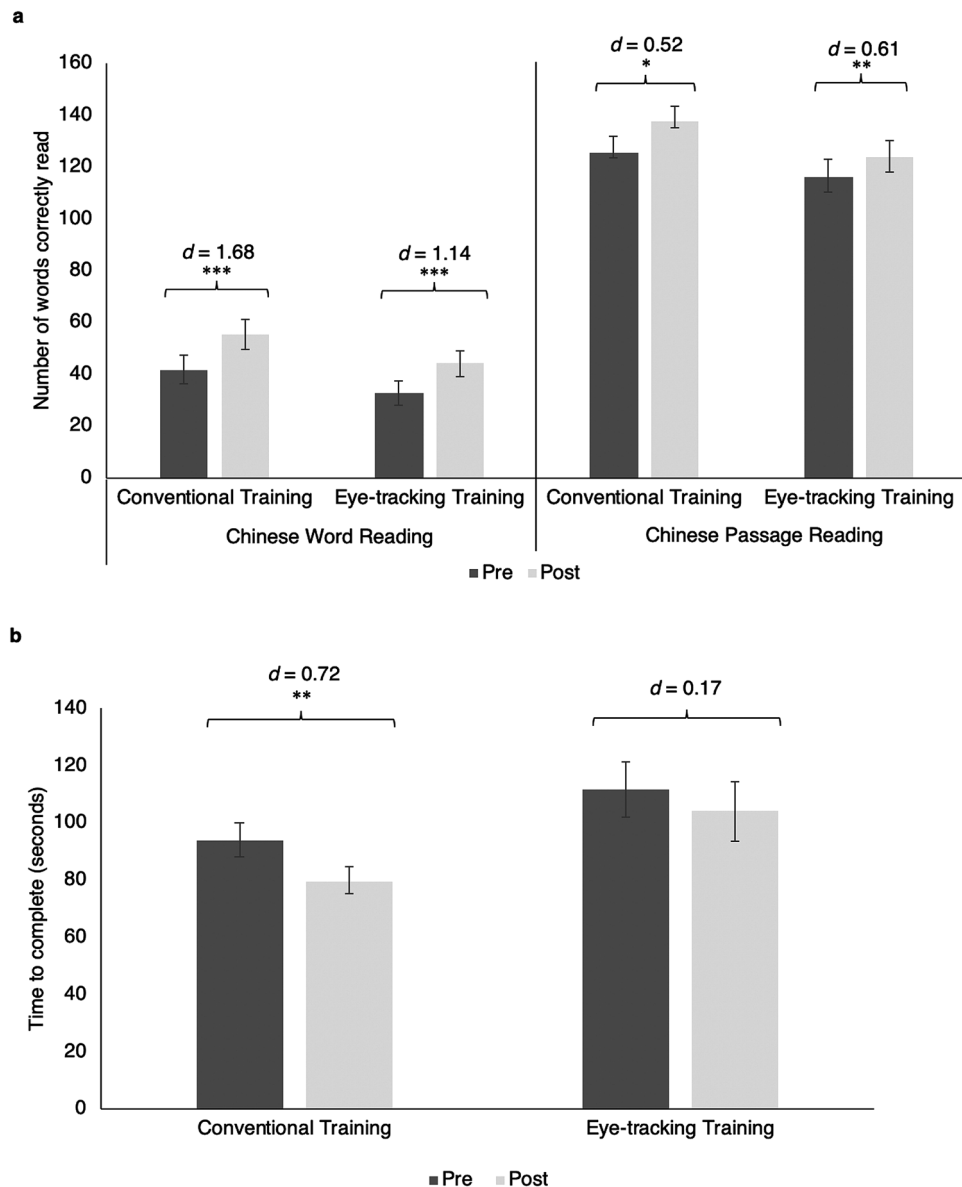 a
d = 0.52
*
d = 0.61
**
d = 1.68
***
d = 1.14
***
Number of words correctly read
160
140
120
100
80
60
40
20
0
Conventional Training
Eye-tracking Training
Conventional Training
Eye-tracking Training
Chinese Word Reading
Chinese Passage Reading
Pre
Post
b
d = 0.72
**
d = 0.17
Time to complete (seconds)
140
120
100
80
60
40
20
0
Conventional Training
Eye-tracking Training
Pre
Post